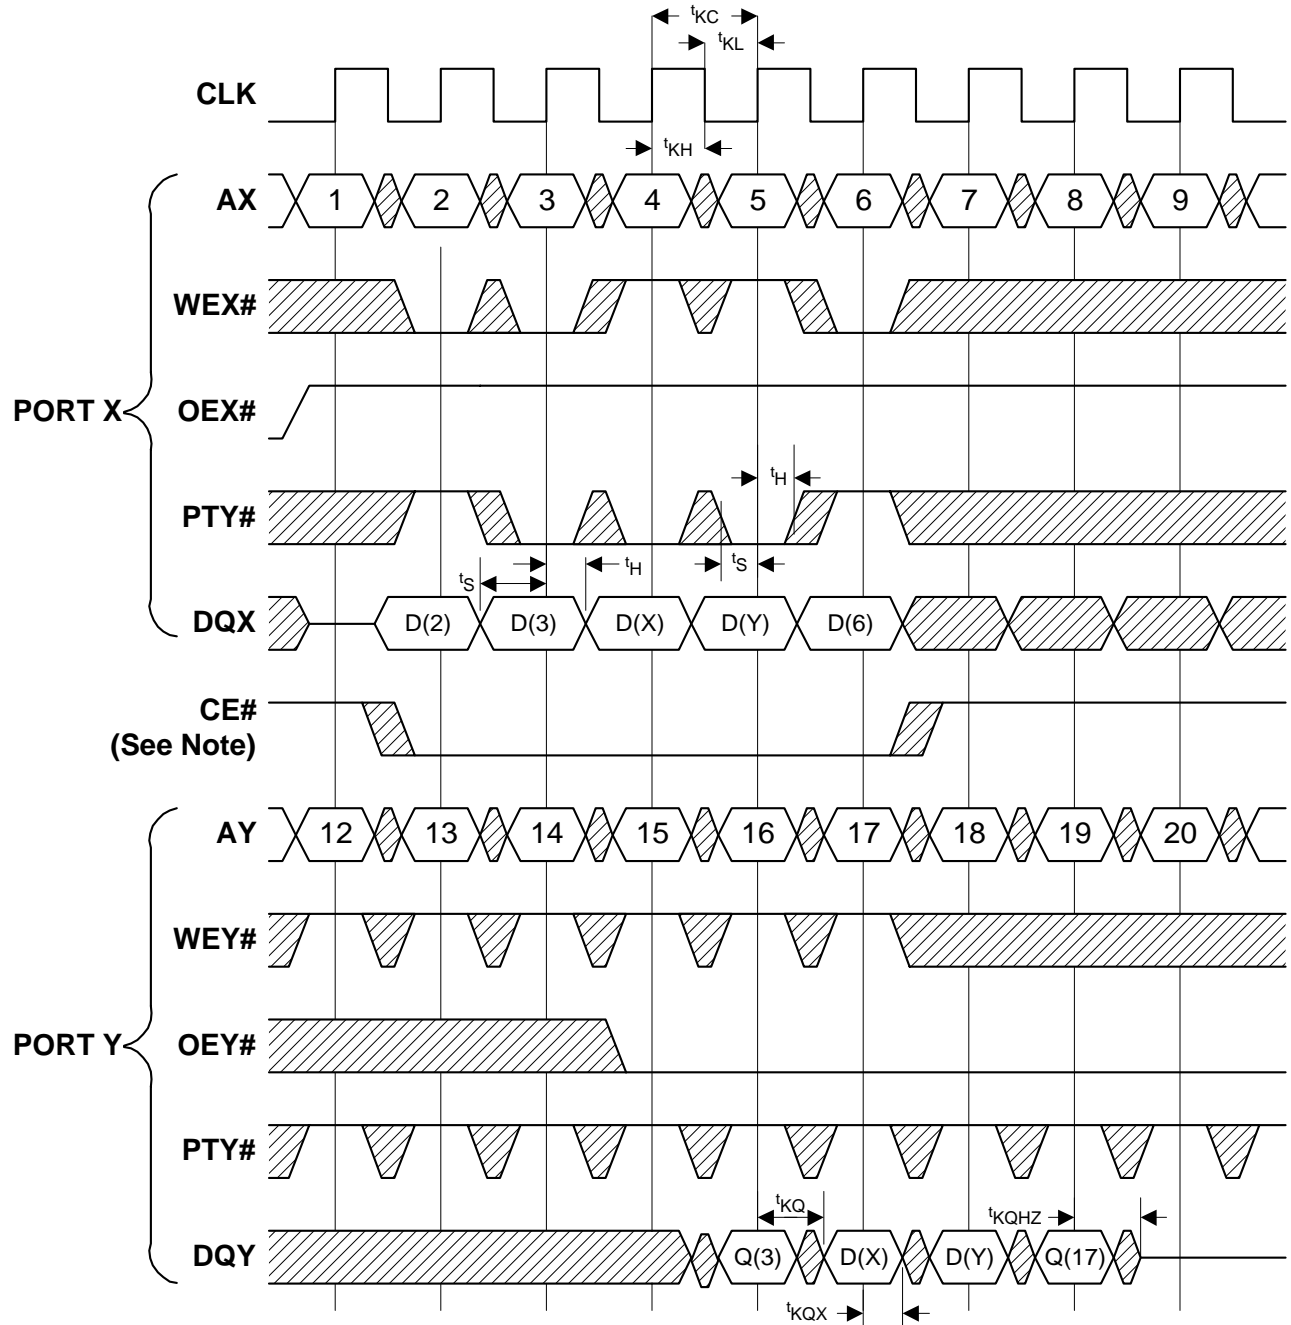 tKC
tKL
CLK
tKH
AX 1 2 3 4 5 6 7 8 9
WEX#
PORT X OEX#
tH
PTY#
tS tH tS
DQX D(2) D(3) D(X) D(Y) D(6)
CE#
(See Note)
AY 12 13 14 15 16 17 18 19 20
WEY#
PORT Y OEY#
PTY#
tKQ tKQHZ
DQY Q(3) D(X) D(Y) Q(17)
tKQX